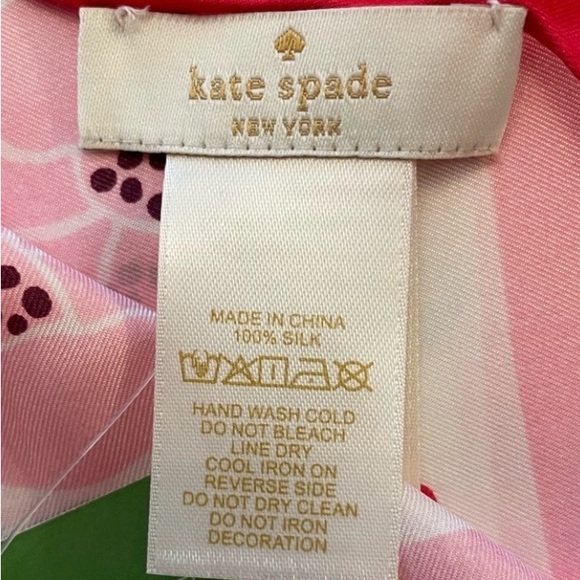 kate spade
NEW YORK
MADE IN CHINA
100% SILK
HAND WASH COLD
DO NOT BLEACH
LINE DRY
COOL IRON ON
REVERSE SIDE
DO NOT DRY CLEAN
DO NOT IRON
DECORATION